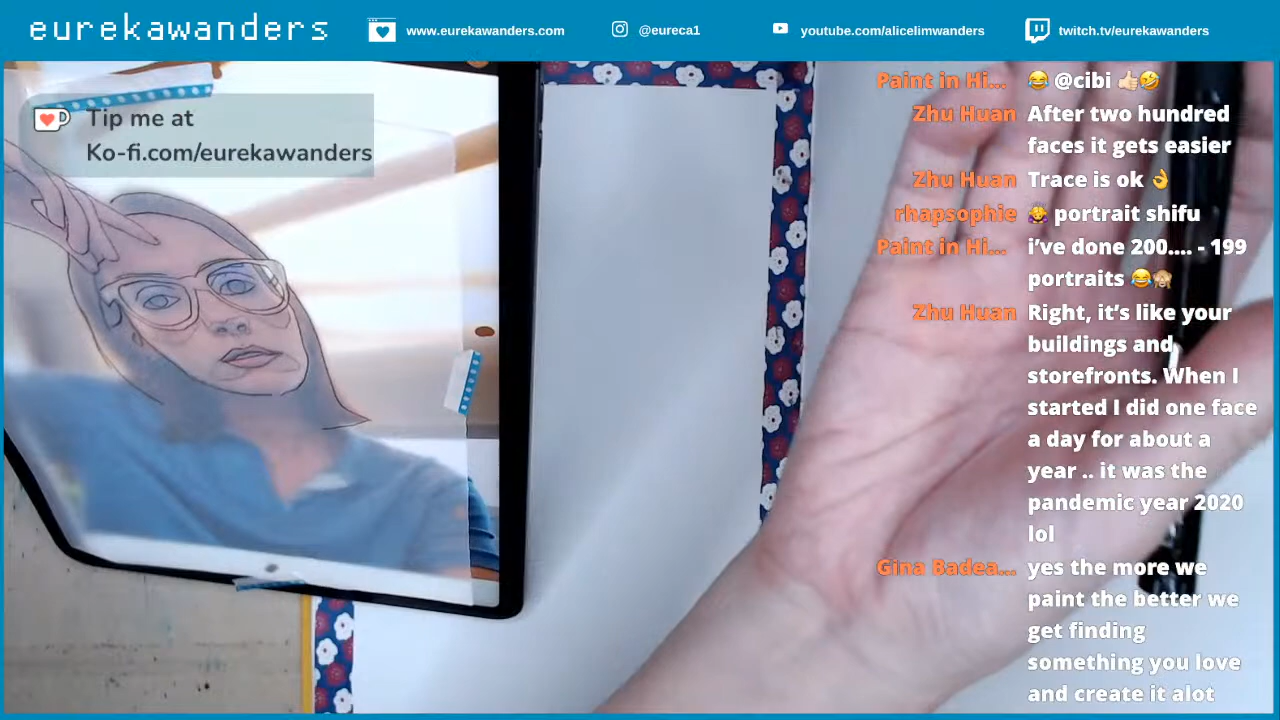 eurekawanders
www.eurekawanders.com
@eureca1
youtube.com/alicelimwanders
twitch.tv/eurekawanders
Tip me at
Ko-fi.com/eurekawanders
Paint in Hi... 😂 @cibi 👍🏻🤣
Zhu Huan After two hundred
faces it gets easier
Zhu Huan Trace is ok 👌
rhapsophie 🙇 portrait shifu
Paint in Hi... i've done 200.... - 199
portraits 😂🙈
Zhu Huan Right, it's like your
buildings and
storefronts. When I
started I did one face
a day for about a
year .. it was the
pandemic year 2020
lol
Gina Badea... yes the more we
paint the better we
get finding
something you love
and create it alot